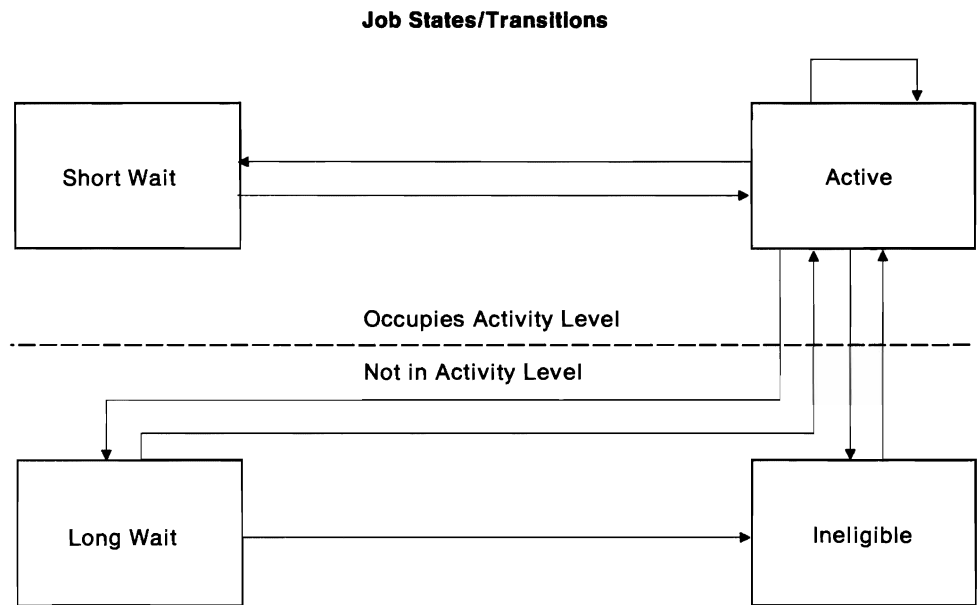 Job States/Transitions
Short Wait
Active
Occupies Activity Level
Not in Activity Level
Long Wait
Ineligible